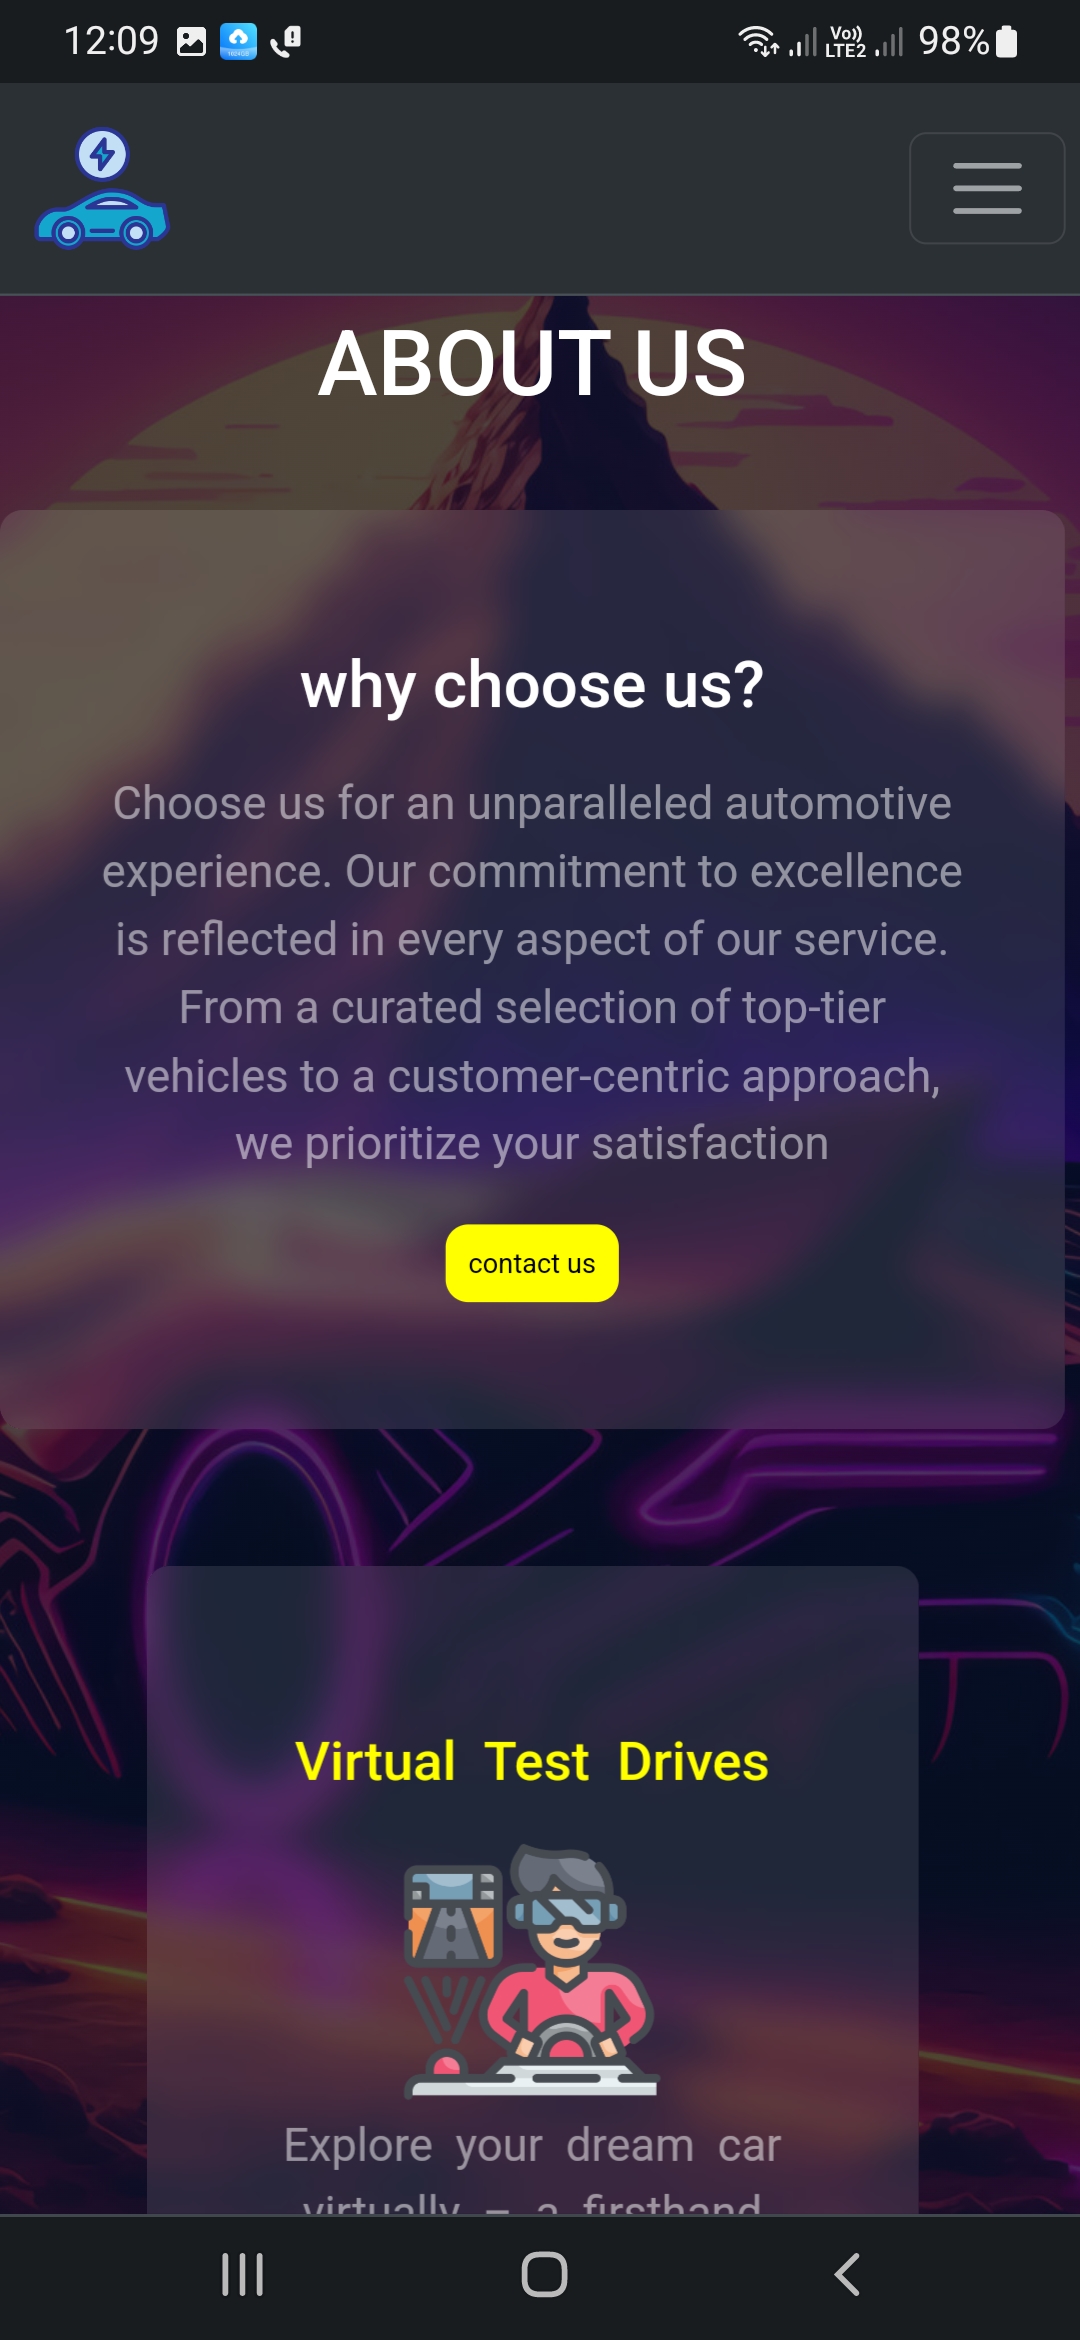 12:09
Vo)) LTE2 98%
ABOUT US
why choose us?
Choose us for an unparalleled automotive
experience. Our commitment to excellence
is reflected in every aspect of our service.
From a curated selection of top-tier
vehicles to a customer-centric approach,
we prioritize your satisfaction
contact us
Virtual Test Drives
Explore your dream car
virtually – a firsthand